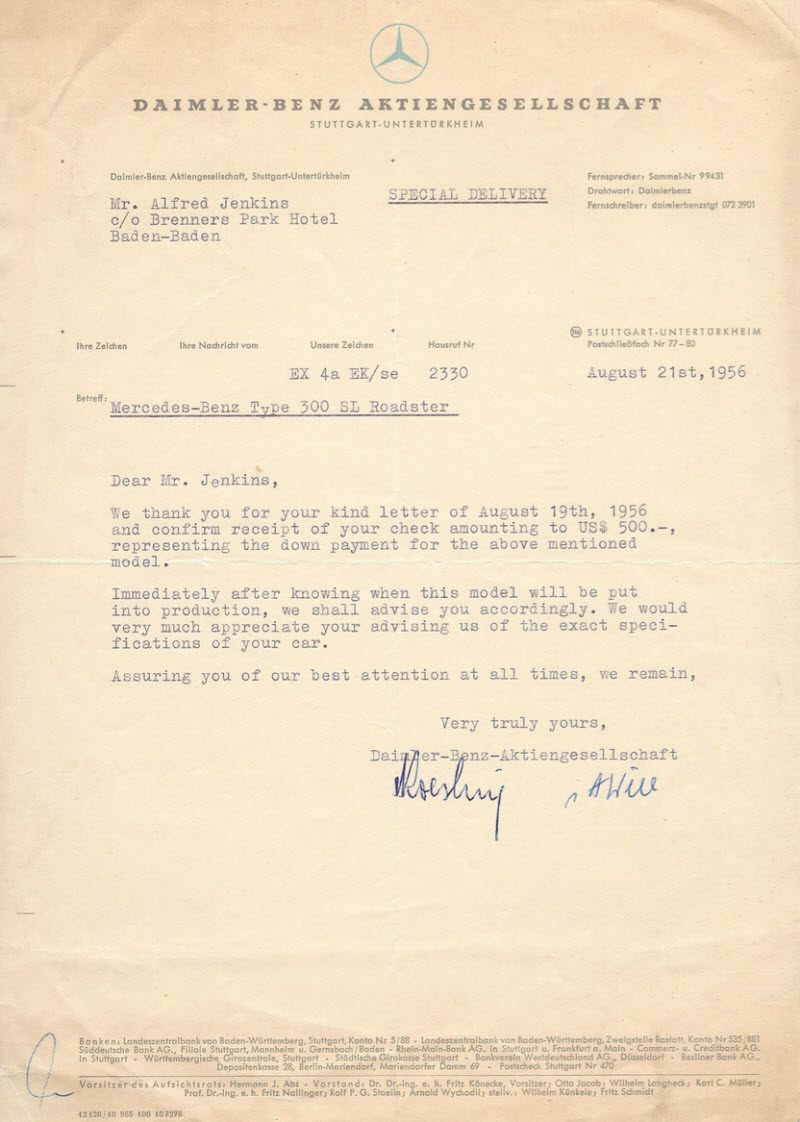 DAIMLER-BENZ AKTIENGESELLSCHAFT
STUTTGART-UNTERTÜRKHEIM
Daimler-Benz Aktiengesellschaft, Stuttgart-Untertürkheim
Mr. Alfred Jenkins
c/o Brenners Park Hotel
Baden-Baden
SPECIAL DELIVERY
Fernsprecher: Sammel-Nr 99431
Drahtwort: Daimlerbenz
Fernschreiber: daimlerbenzstgt 072 3901
STUTTGART-UNTERTÜRKHEIM
Postschließfach Nr 77-80
Ihre Zeichen Ihre Nachricht vom Unsere Zeichen Hausruf Nr
EX 4a EK/se 2330 August 21st,1956
Betreff: Mercedes-Benz Type 300 SL Roadster
Dear Mr. Jenkins,
We thank you for your kind letter of August 19th, 1956
and confirm receipt of your check amounting to US$ 500.-,
representing the down payment for the above mentioned
model.
Immediately after knowing when this model will be put
into production, we shall advise you accordingly. We would
very much appreciate your advising us of the exact speci-
fications of your car.
Assuring you of our best attention at all times, we remain,
Very truly yours,
Daimler-Benz-Aktiengesellschaft
Banken: Landeszentralbank von Baden-Württemberg, Stuttgart, Konto Nr 5/88 - Landeszentralbank von Baden-Württemberg, Zweigstelle Rastatt, Konto Nr 535/861
Süddeutsche Bank AG., Filiale Stuttgart, Mannheim u. Gernsbach/Baden - Rhein-Main-Bank AG. in Stuttgart u. Frankfurt a. Main - Commerz- u. Creditbank AG.
in Stuttgart - Württembergische Girozentrale, Stuttgart - Städtische Girokasse Stuttgart - Bankverein Westdeutschland AG., Düsseldorf - Berliner Bank AG.,
Depositenkasse 28, Berlin-Mariendorf, Mariendorfer Damm 69 - Postscheck Stuttgart Nr 470
Vorsitzer des Aufsichtsrats: Hermann J. Abs - Vorstand: Dr. Dr.-Ing. e. h. Fritz Könecke, Vorsitzer; Otto Jacob; Wilhelm Langheck; Karl C. Müller;
Prof. Dr.-Ing. e. h. Fritz Nallinger; Rolf P. G. Staelin; Arnold Wychodil; stellv.: Wilhelm Künkele; Fritz Schmidt
12120/10 955 100 107278